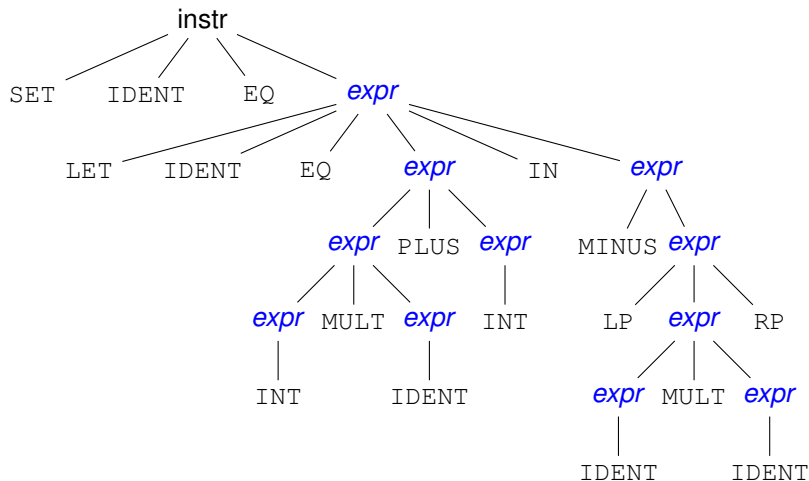 instr
SET IDENT EQ expr
LET IDENT EQ expr IN expr
expr PLUS expr MINUS expr
expr MULT expr INT LP expr RP
INT IDENT expr MULT expr
IDENT IDENT